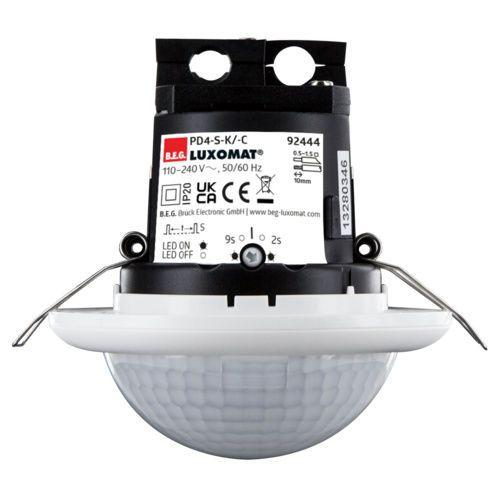 PD4-S-K/-C 92444
B.E.G. LUXOMAT®
110-240 V~, 50/60 Hz
0.5-1.5
10mm
IP20 UK CA CE
B.E.G. Brück Electronic GmbH | www.beg-luxomat.com
13280346
S
9s I 2s
LED ON
LED OFF